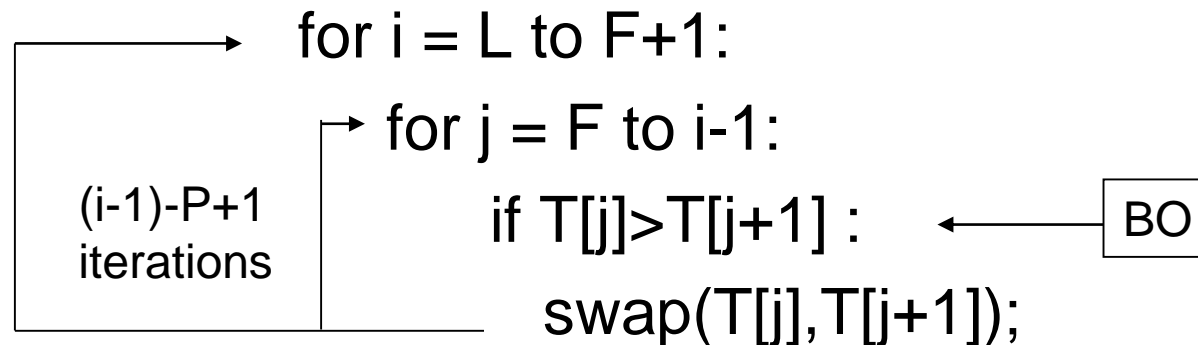 for i = L to F+1:
for j = F to i-1:
(i-1)-P+1
iterations
if T[j]>T[j+1] :
BO
swap(T[j],T[j+1]);